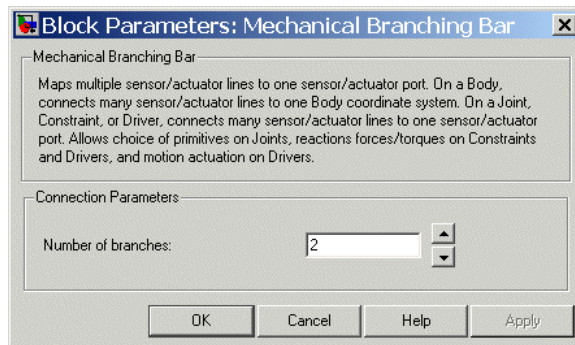 Block Parameters: Mechanical Branching Bar
Mechanical Branching Bar
Maps multiple sensor/actuator lines to one sensor/actuator port. On a Body,
connects many sensor/actuator lines to one Body coordinate system. On a Joint,
Constraint, or Driver, connects many sensor/actuator lines to one sensor/actuator
port. Allows choice of primitives on Joints, reactions forces/torques on Constraints
and Drivers, and motion actuation on Drivers.
Connection Parameters
Number of branches: 2
OK Cancel Help Apply